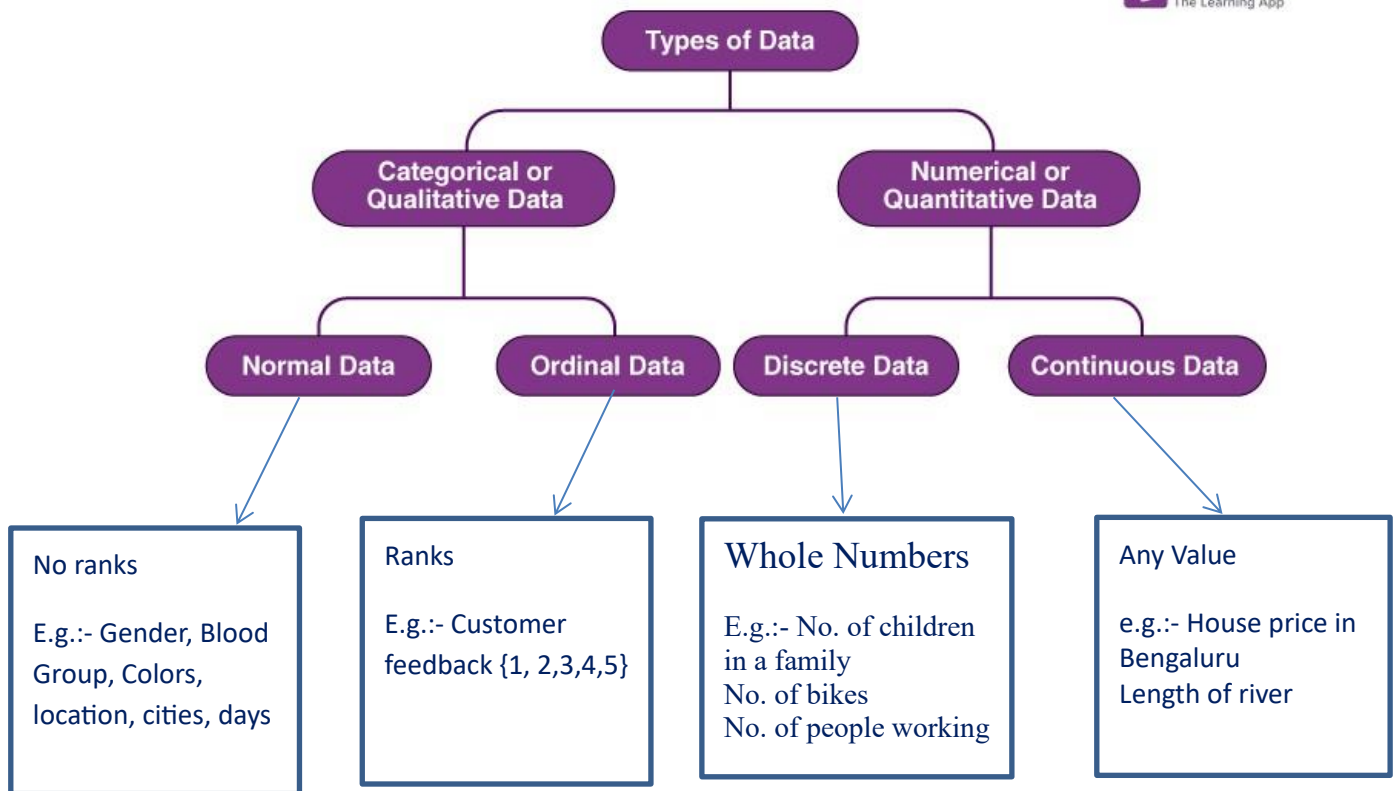 The Learning App
Types of Data
Categorical or
Qualitative Data
Numerical or
Quantitative Data
Normal Data
Ordinal Data
Discrete Data
Continuous Data
No ranks
E.g.:- Gender, Blood
Group, Colors,
location, cities, days
Ranks
E.g.:- Customer
feedback {1, 2,3,4,5}
Whole Numbers
E.g.:- No. of children
in a family
No. of bikes
No. of people working
Any Value
e.g.:- House price in
Bengaluru
Length of river